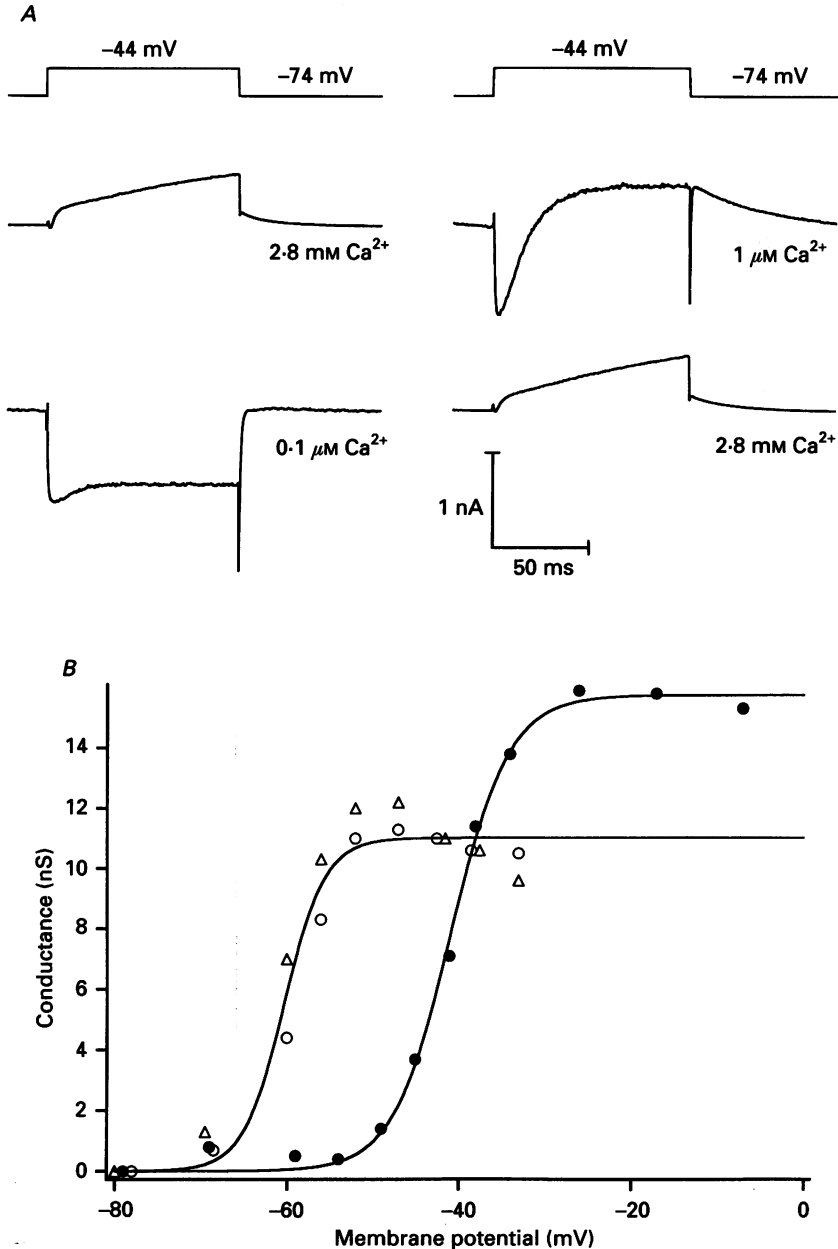 A
−44 mV
−74 mV
−44 mV
−74 mV
2·8 mM Ca²⁺
1 μM Ca²⁺
0·1 μM Ca²⁺
2·8 mM Ca²⁺
1 nA
50 ms
B
Conductance (nS)
14
12
10
8
6
4
2
0
−80
−60
−40
−20
0
Membrane potential (mV)